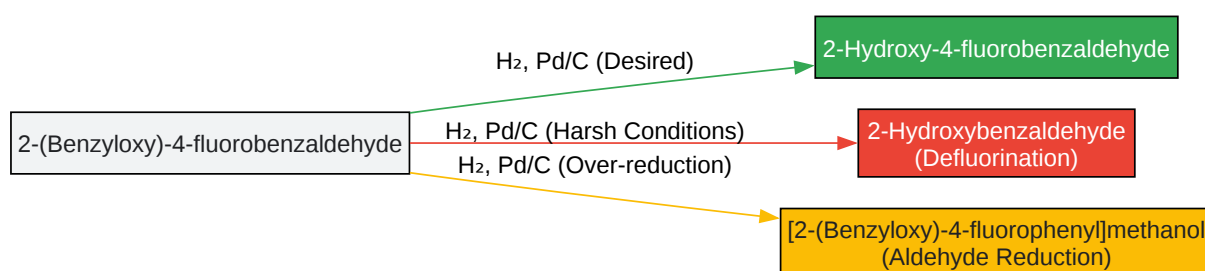 2-(Benzyloxy)-4-fluorobenzaldehyde
H₂, Pd/C (Desired)
2-Hydroxy-4-fluorobenzaldehyde
H₂, Pd/C (Harsh Conditions)
2-Hydroxybenzaldehyde
(Defluorination)
H₂, Pd/C (Over-reduction)
[2-(Benzyloxy)-4-fluorophenyl]methanol
(Aldehyde Reduction)